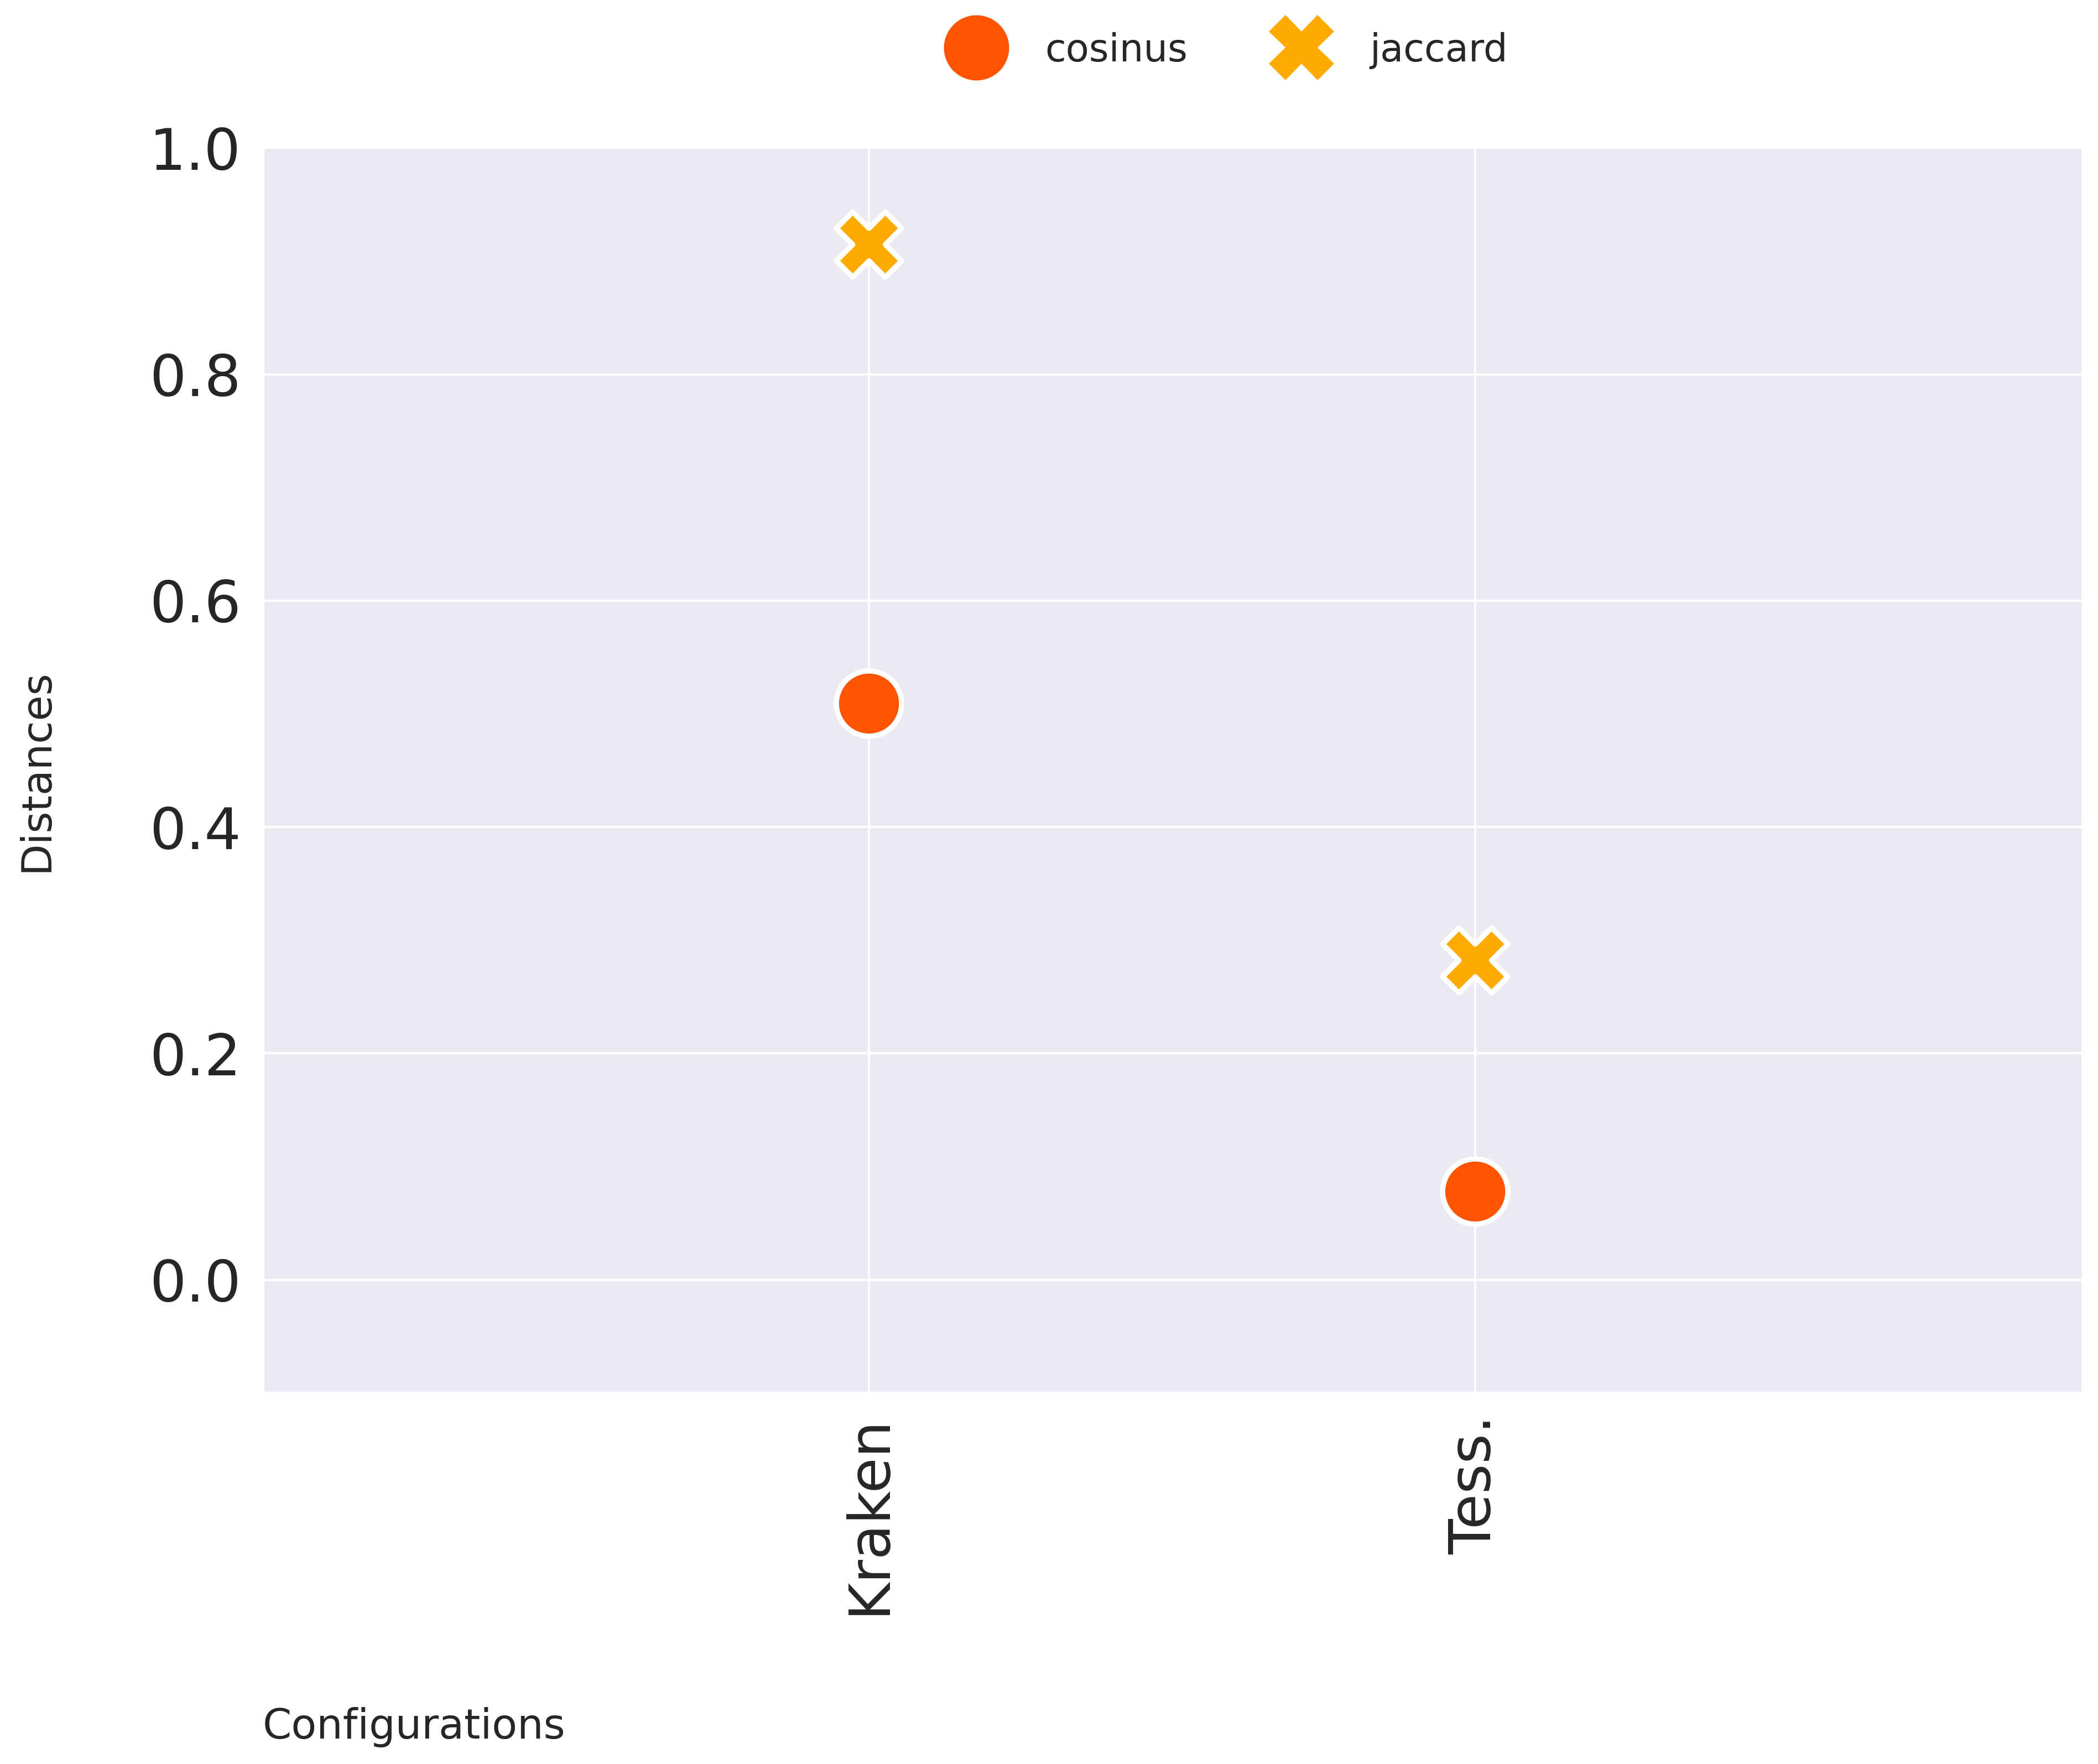 cosinus jaccard
1.0
0.8
0.6
0.4
0.2
0.0
Distances
Kraken
Tess.
Configurations